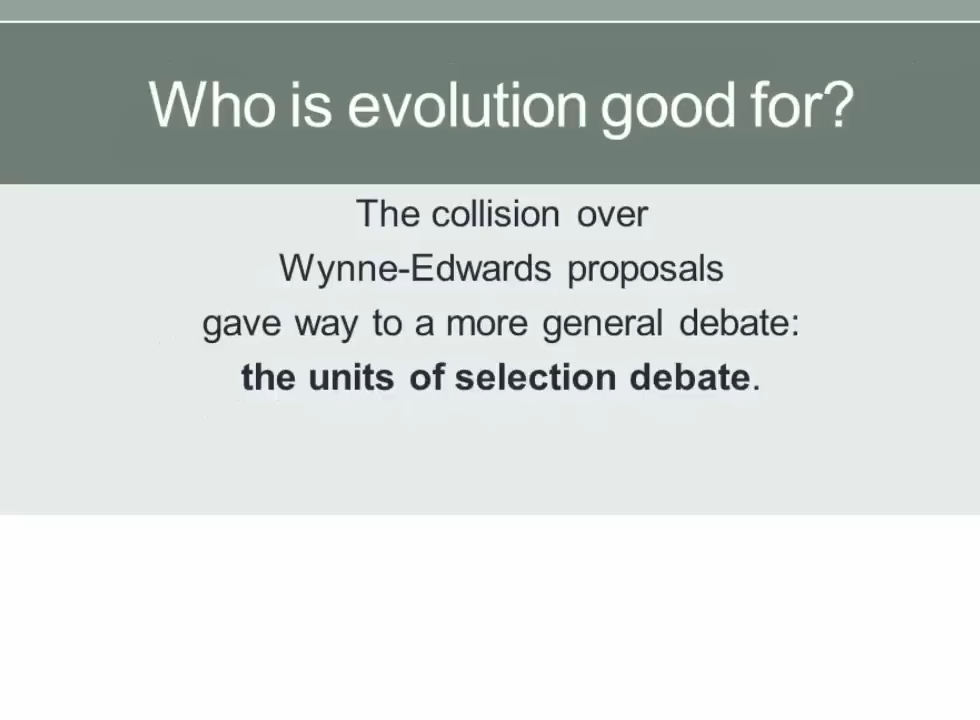 Who is evolution good for?
The collision over
Wynne-Edwards proposals
gave way to a more general debate:
the units of selection debate.